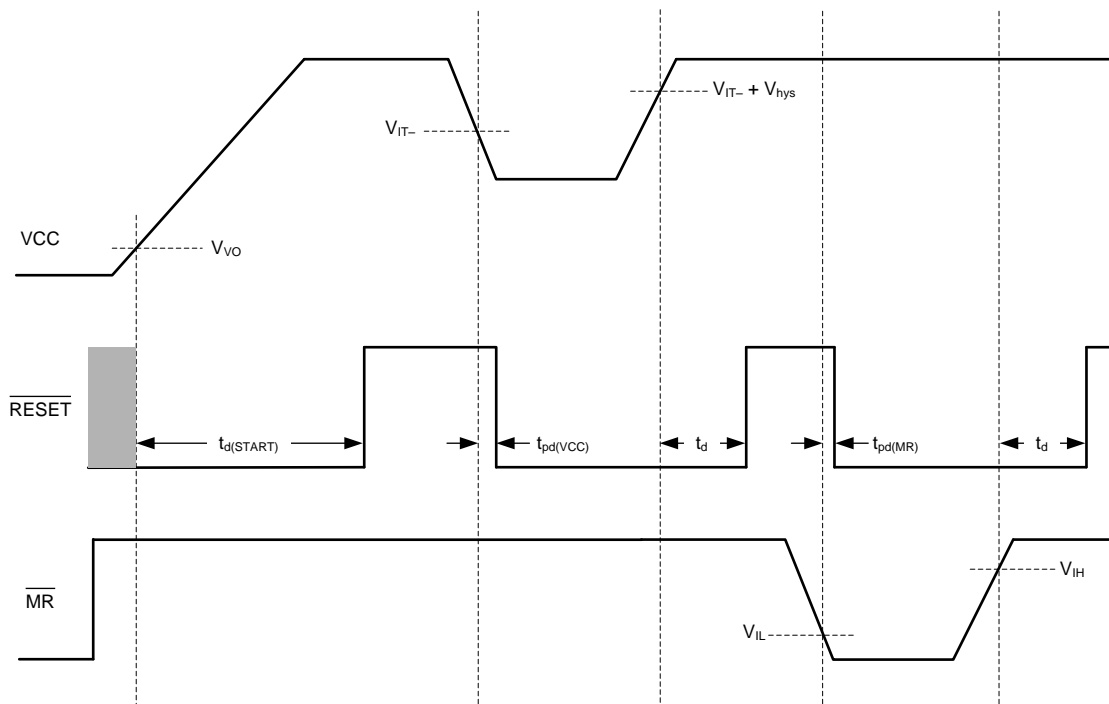 V_IT– + V_hys
V_IT–
VCC
V_VO
RESET
t_d(START)
t_pd(VCC)
t_d
t_pd(MR)
t_d
MR
V_IH
V_IL